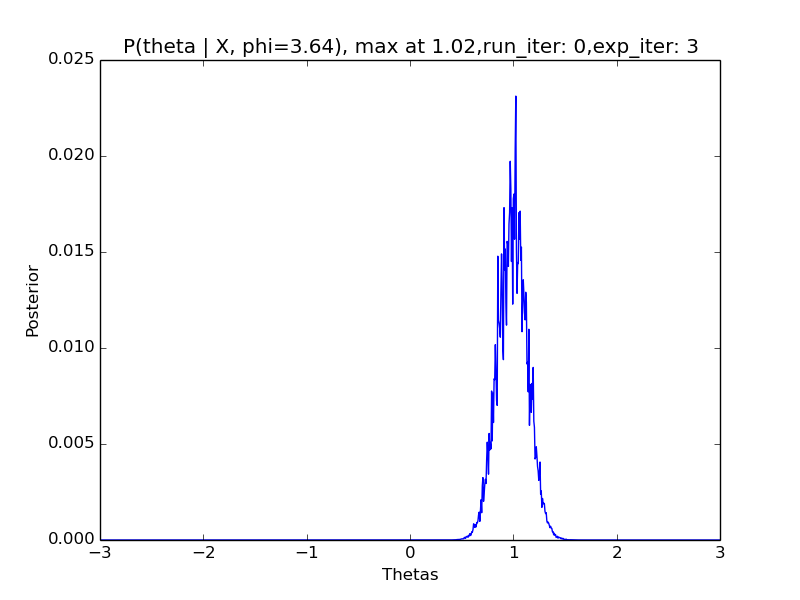 P(theta | X, phi=3.64), max at 1.02,run_iter: 0,exp_iter: 3
0.025
0.020
0.015
0.010
0.005
0.000
Posterior
−3 −2 −1 0 1 2 3
Thetas